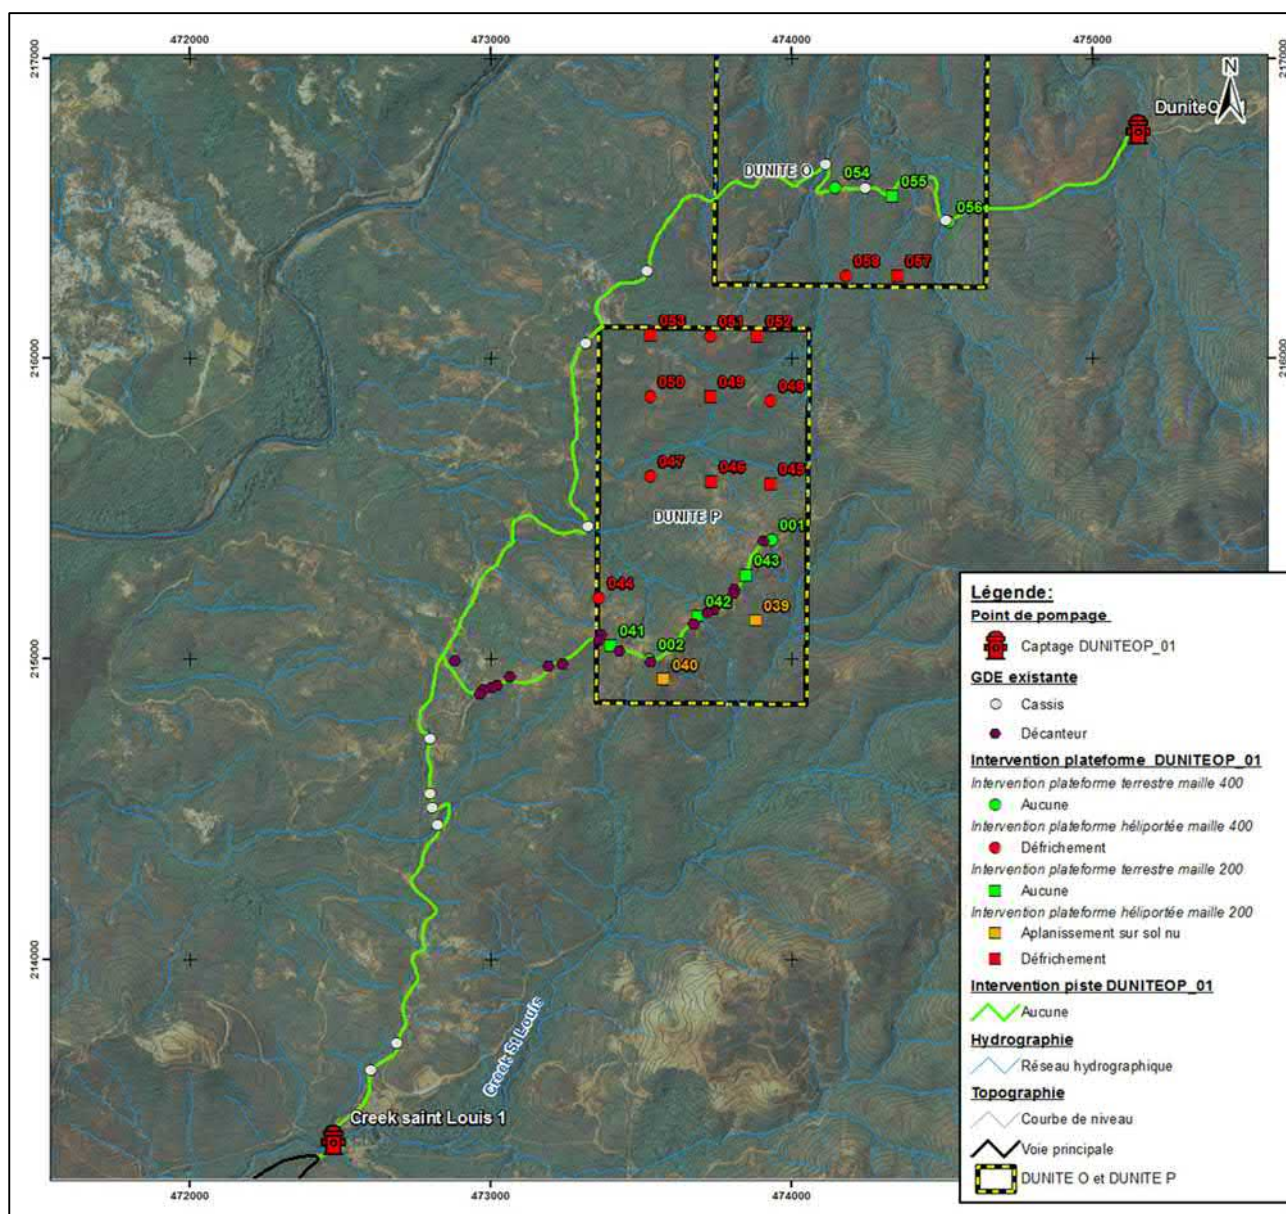 472000 473000 474000 475000
217000 217000
N
DuniteO
DUNITE O
054
055
056
058 057
053 051 052
216000 216000
050 049 048
047 046 045
DUNITE P
001
043
044
042 039
041
002
215000
040
214000
Creek St Louis
Creek saint Louis 1
472000 473000 474000
Légende:
Point de pompage
Captage DUNITEOP_01
GDE existante
Cassis
Décanteur
Intervention plateforme DUNITEOP_01
Intervention plateforme terrestre maille 400
Aucune
Intervention plateforme héliportée maille 400
Défrichement
Intervention plateforme terrestre maille 200
Aucune
Intervention plateforme héliportée maille 200
Aplanissement sur sol nu
Défrichement
Intervention piste DUNITEOP_01
Aucune
Hydrographie
Réseau hydrographique
Topographie
Courbe de niveau
Voie principale
DUNITE O et DUNITE P